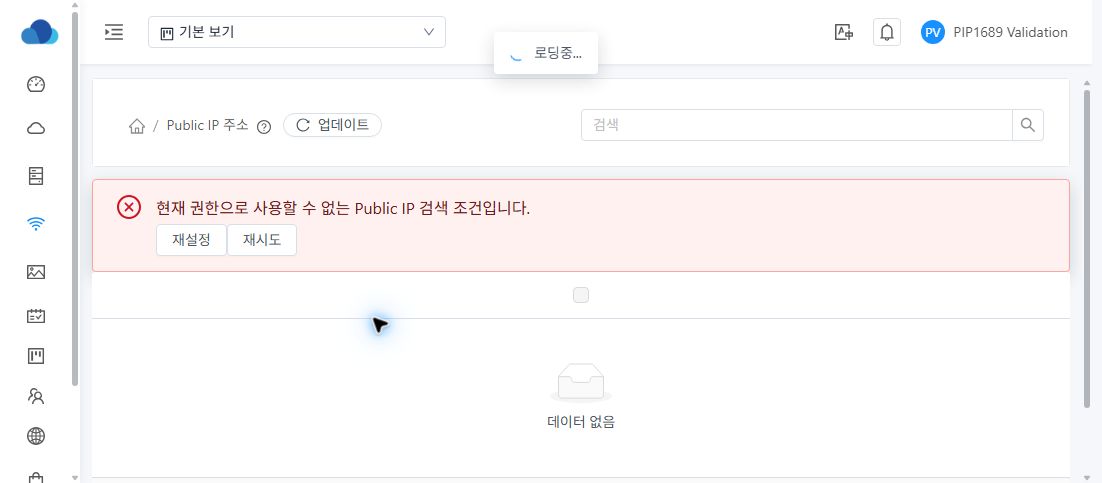 기본 보기
로딩중...
PV PIP1689 Validation
/ Public IP 주소
업데이트
검색
현재 권한으로 사용할 수 없는 Public IP 검색 조건입니다.
재설정 재시도
데이터 없음